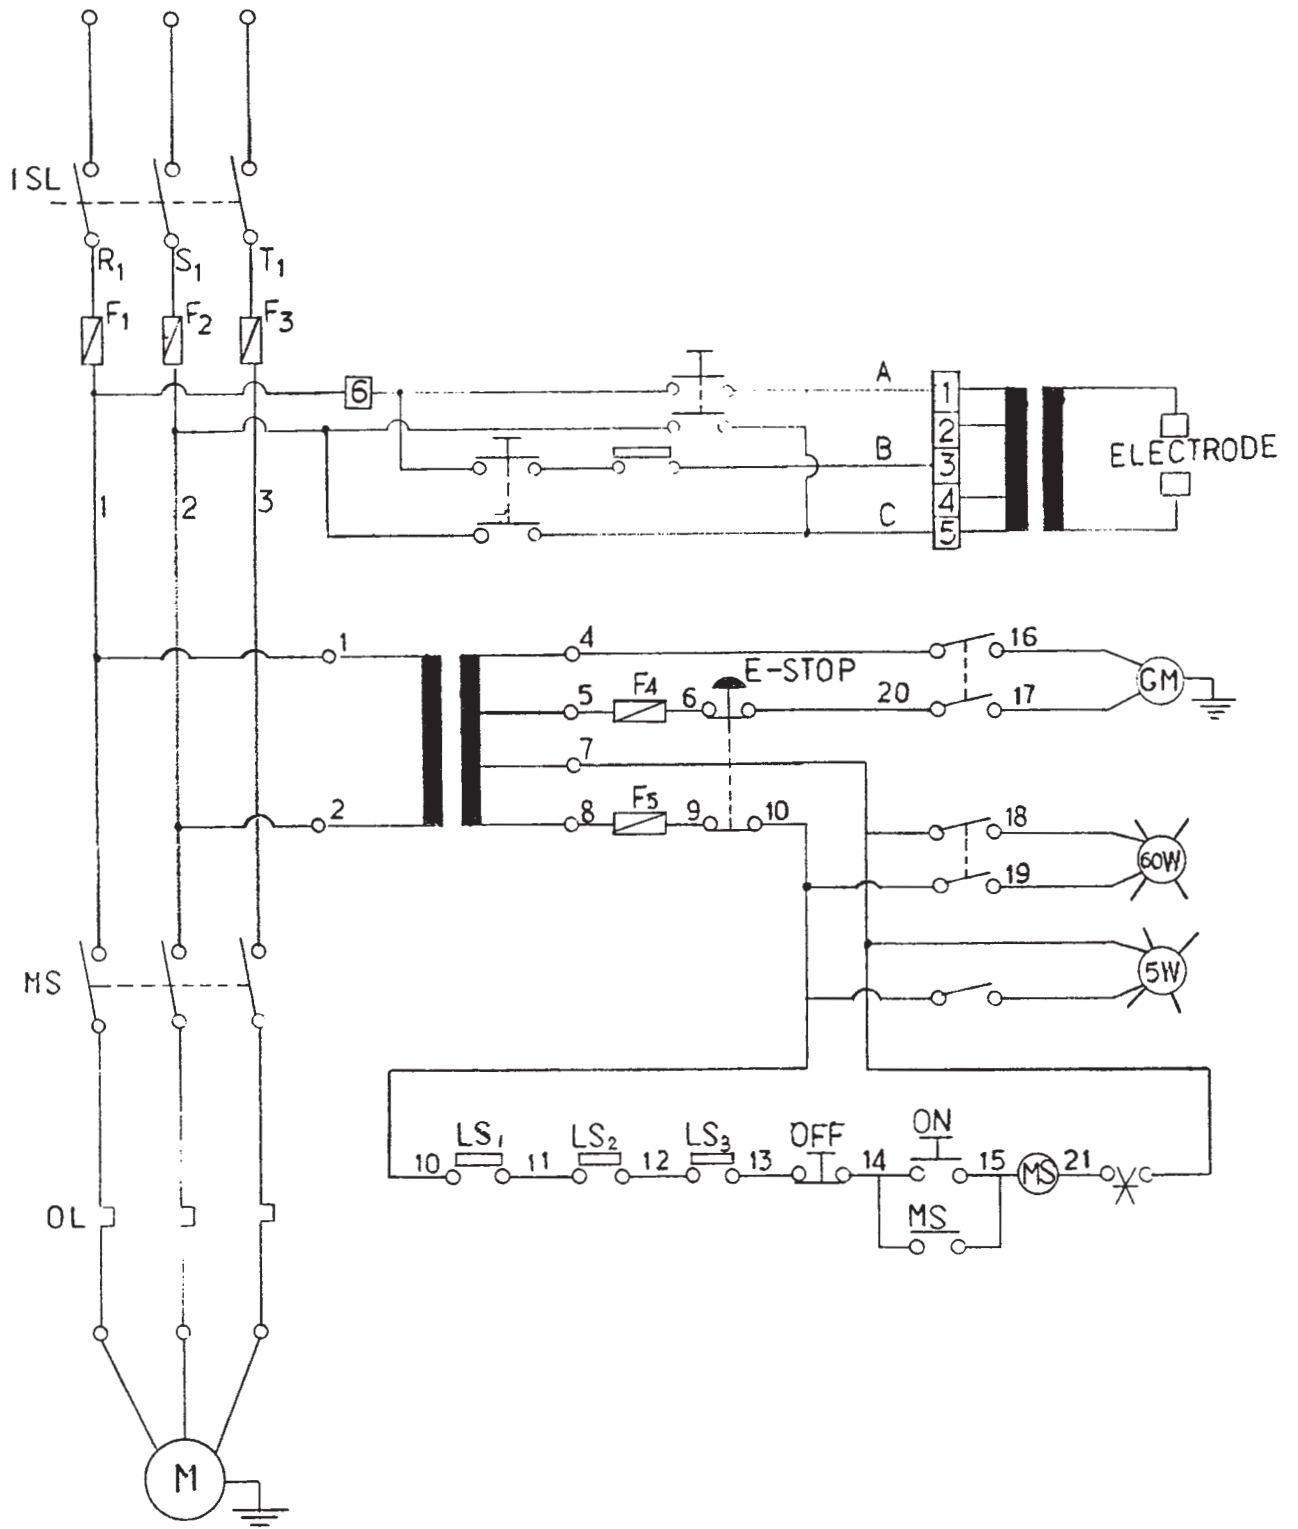 ISL
R1 S1 T1
F1 F2 F3
6 A 1
2
B 3
ELECTRODE
1 2 3
4
C 5
1 4 16
E-STOP GM
5 F4 6 20 17
7
2 8 F5 9 10 18
60W
19
MS 5W
LS1 LS2 LS3 OFF ON
10 11 12 13 14 15 MS 21
OL MS
M